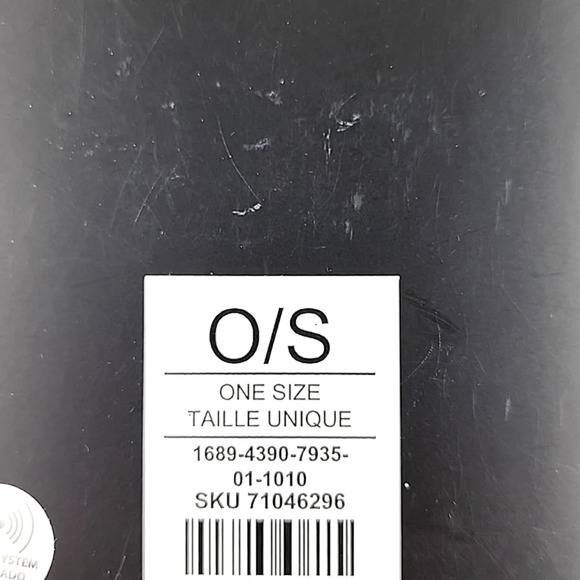 O/S
ONE SIZE
TAILLE UNIQUE
1689-4390-7935-
01-1010
SKU 71046296